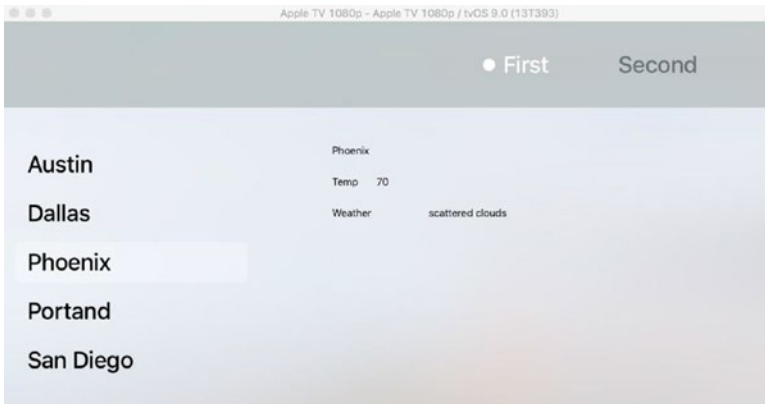 Apple TV 1080p - Apple TV 1080p / tvOS 9.0 (13T393)
First Second
Austin
Dallas
Phoenix
Portand
San Diego
Phoenix
Temp 70
Weather scattered clouds